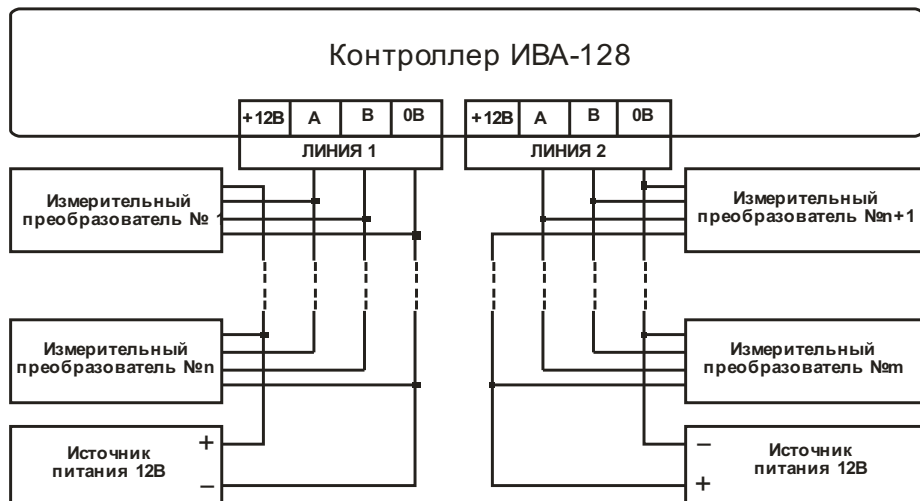 Контроллер ИВА-128
+12В А В 0В
ЛИНИЯ 1
+12В А В 0В
ЛИНИЯ 2
Измерительный
преобразователь № 1
Измерительный
преобразователь №n+1
Измерительный
преобразователь №n
Измерительный
преобразователь №m
Источник
питания 12В
+
–
Источник
питания 12В
–
+